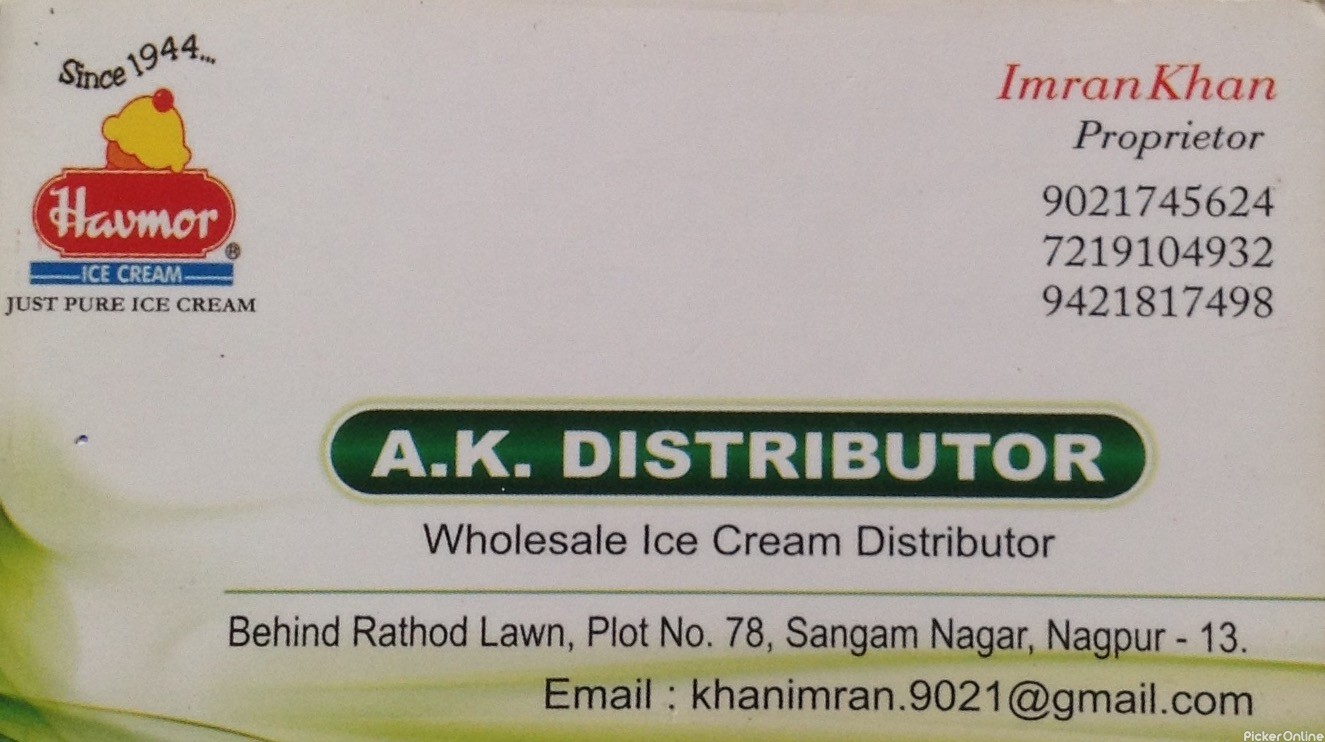 Since 1944...
Havmor
®
ICE CREAM
JUST PURE ICE CREAM
Imran Khan
Proprietor
9021745624
7219104932
9421817498
A.K. DISTRIBUTOR
Wholesale Ice Cream Distributor
Behind Rathod Lawn, Plot No. 78, Sangam Nagar, Nagpur - 13.
Email : khanimran.9021@gmail.com
PickerOnline